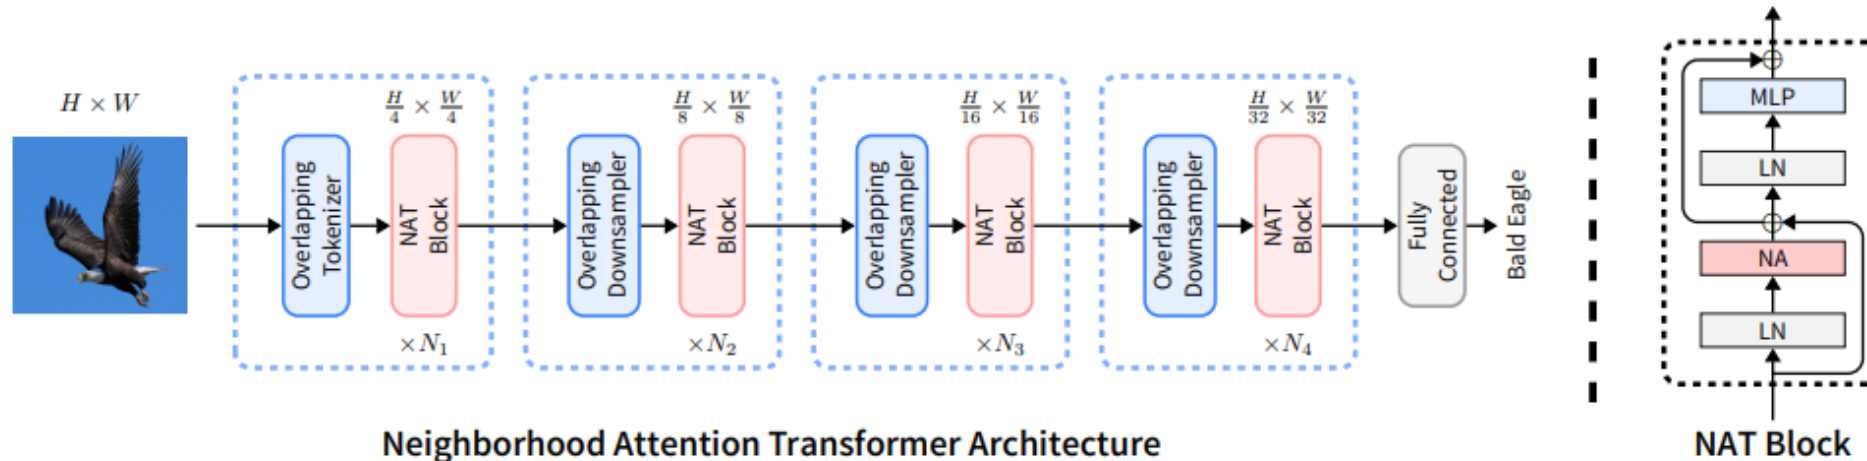 H × W
H/4 × W/4
Overlapping
Tokenizer
NAT
Block
×N₁
H/8 × W/8
Overlapping
Downsampler
NAT
Block
×N₂
H/16 × W/16
Overlapping
Downsampler
NAT
Block
×N₃
H/32 × W/32
Overlapping
Downsampler
NAT
Block
×N₄
Fully
Connected
Bald Eagle
Neighborhood Attention Transformer Architecture
MLP
LN
NA
LN
NAT Block